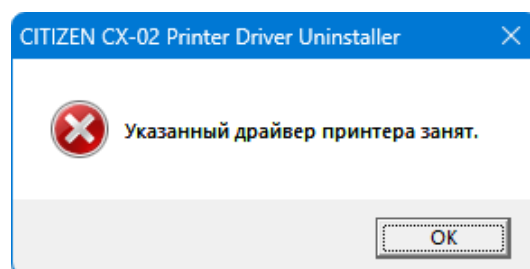 CITIZEN CX-02 Printer Driver Uninstaller
Указанный драйвер принтера занят.
OK